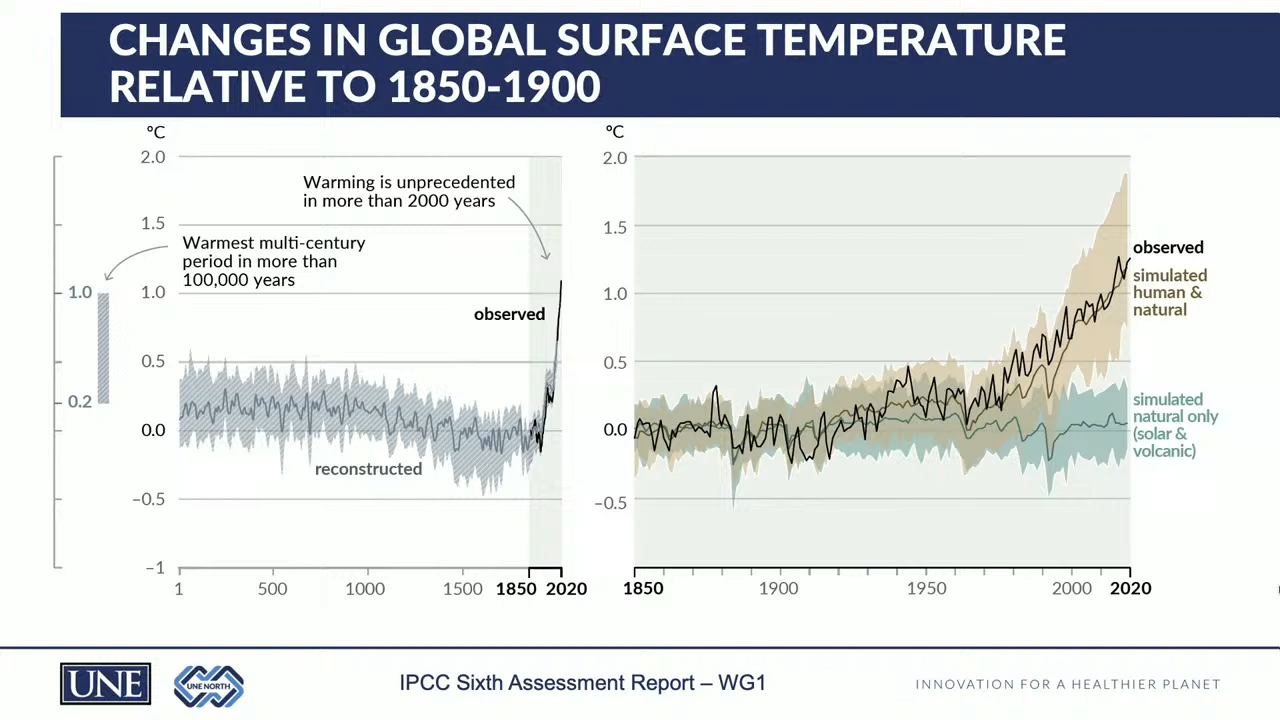 CHANGES IN GLOBAL SURFACE TEMPERATURE
RELATIVE TO 1850-1900
°C
2.0
1.5
1.0
0.5
0.0
–0.5
–1
1.0
0.2
Warming is unprecedented
in more than 2000 years
Warmest multi-century
period in more than
100,000 years
observed
reconstructed
1 500 1000 1500 1850 2020
°C
2.0
1.5
1.0
0.5
0.0
–0.5
observed
simulated
human &
natural
simulated
natural only
(solar &
volcanic)
1850 1900 1950 2000 2020
UNE
UNE NORTH
IPCC Sixth Assessment Report – WG1
INNOVATION FOR A HEALTHIER PLANET